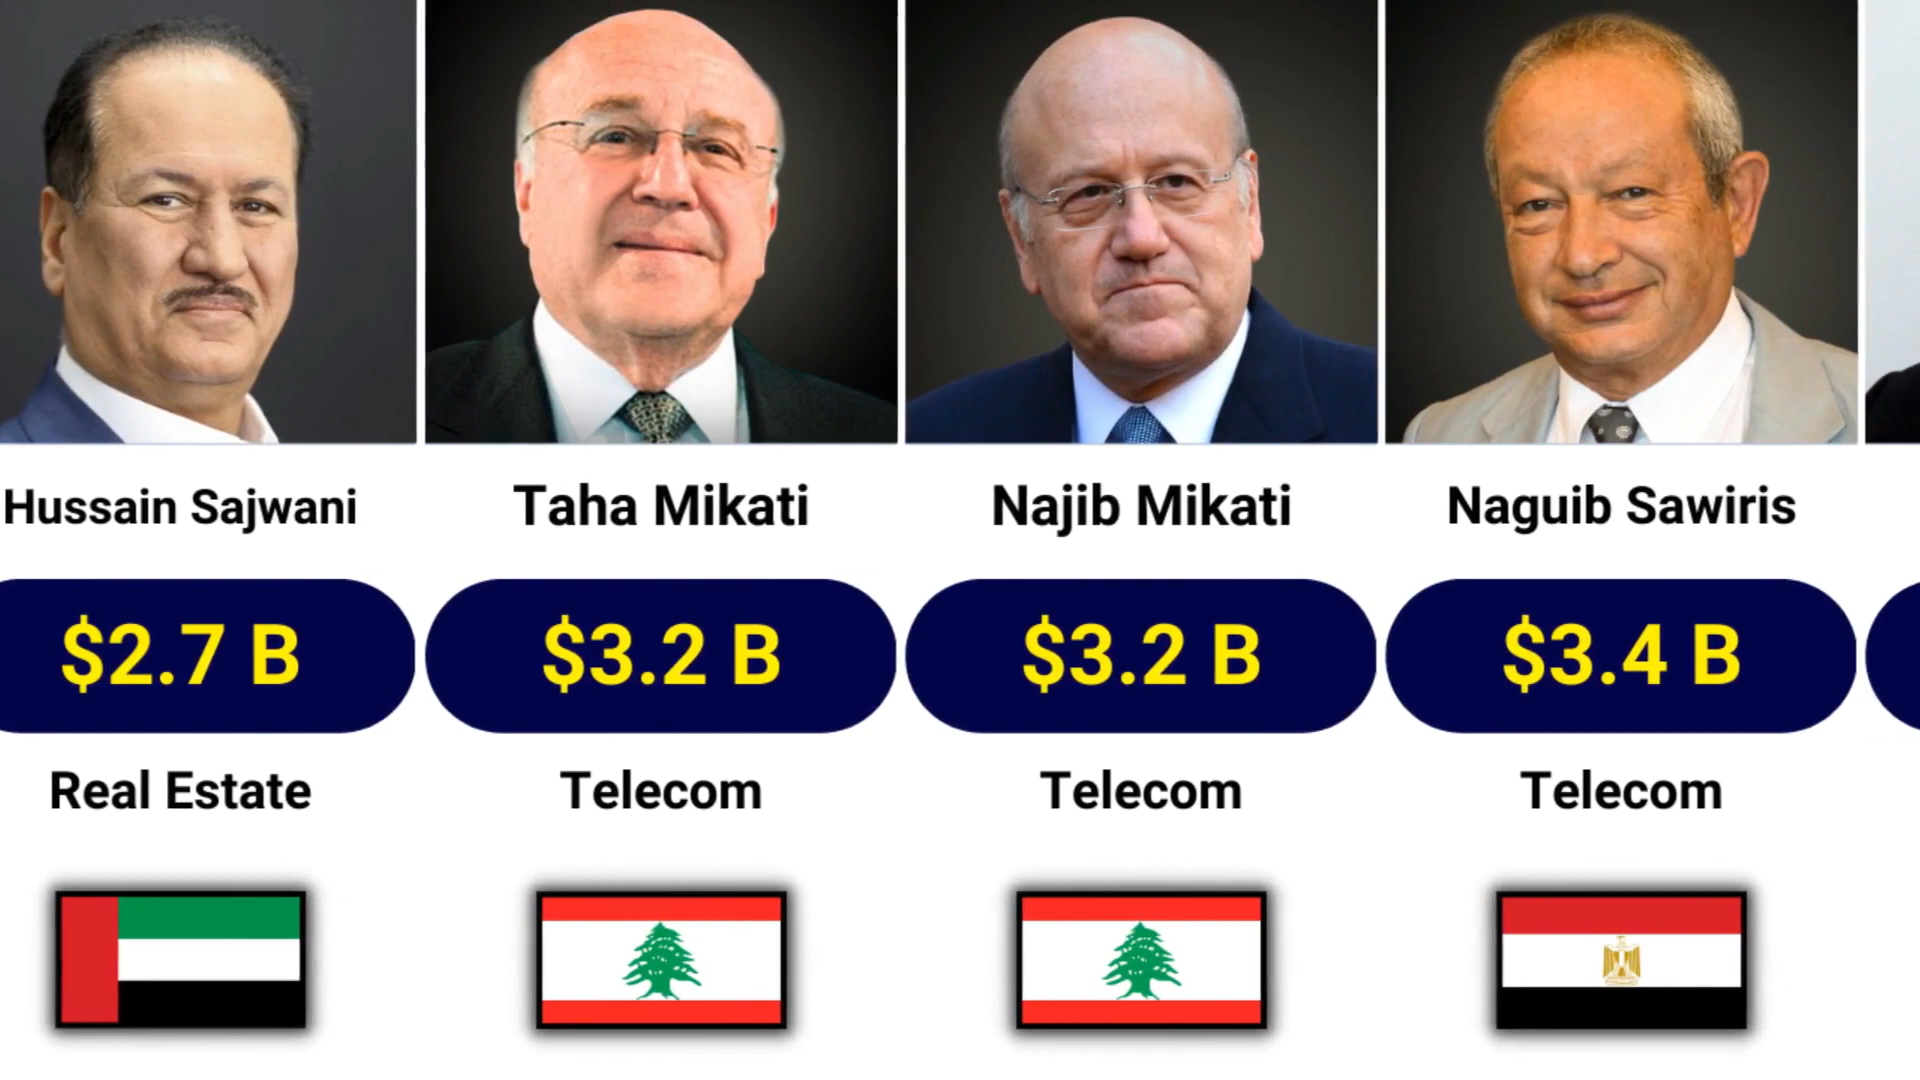 Hussain Sajwani
Taha Mikati
Najib Mikati
Naguib Sawiris
$2.7 B
$3.2 B
$3.2 B
$3.4 B
Real Estate
Telecom
Telecom
Telecom